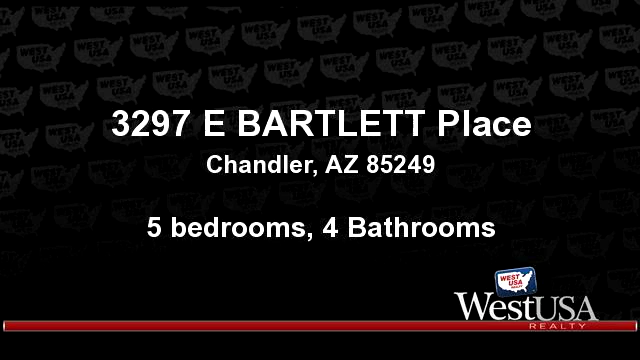 3297 E BARTLETT Place
Chandler, AZ 85249
5 bedrooms, 4 Bathrooms
WEST
USA
WESTUSA
REALTY